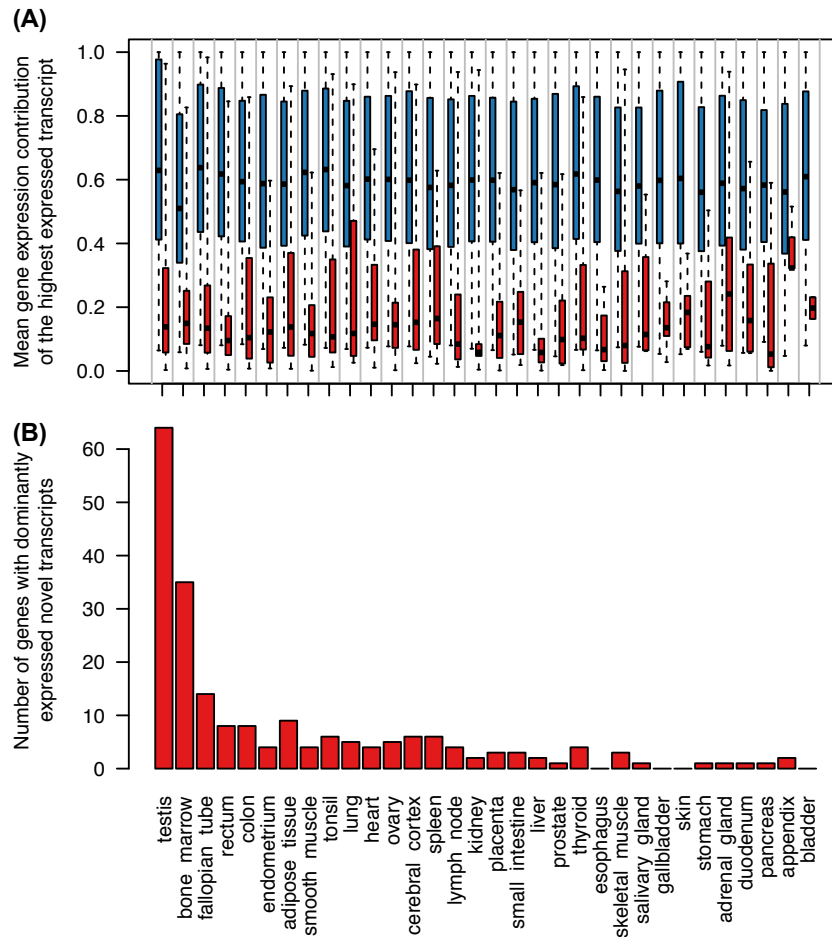 (A)
Mean gene expression contribution
of the highest expressed transcript
1.0
0.8
0.6
0.4
0.2
0.0
(B)
Number of genes with dominantly
expressed novel transcripts
60
50
40
30
20
10
0
testis
bone marrow
fallopian tube
rectum
colon
endometrium
adipose tissue
smooth muscle
tonsil
lung
heart
ovary
cerebral cortex
spleen
lymph node
kidney
placenta
small intestine
liver
prostate
thyroid
esophagus
skeletal muscle
salivary gland
gallbladder
skin
stomach
adrenal gland
duodenum
pancreas
appendix
bladder